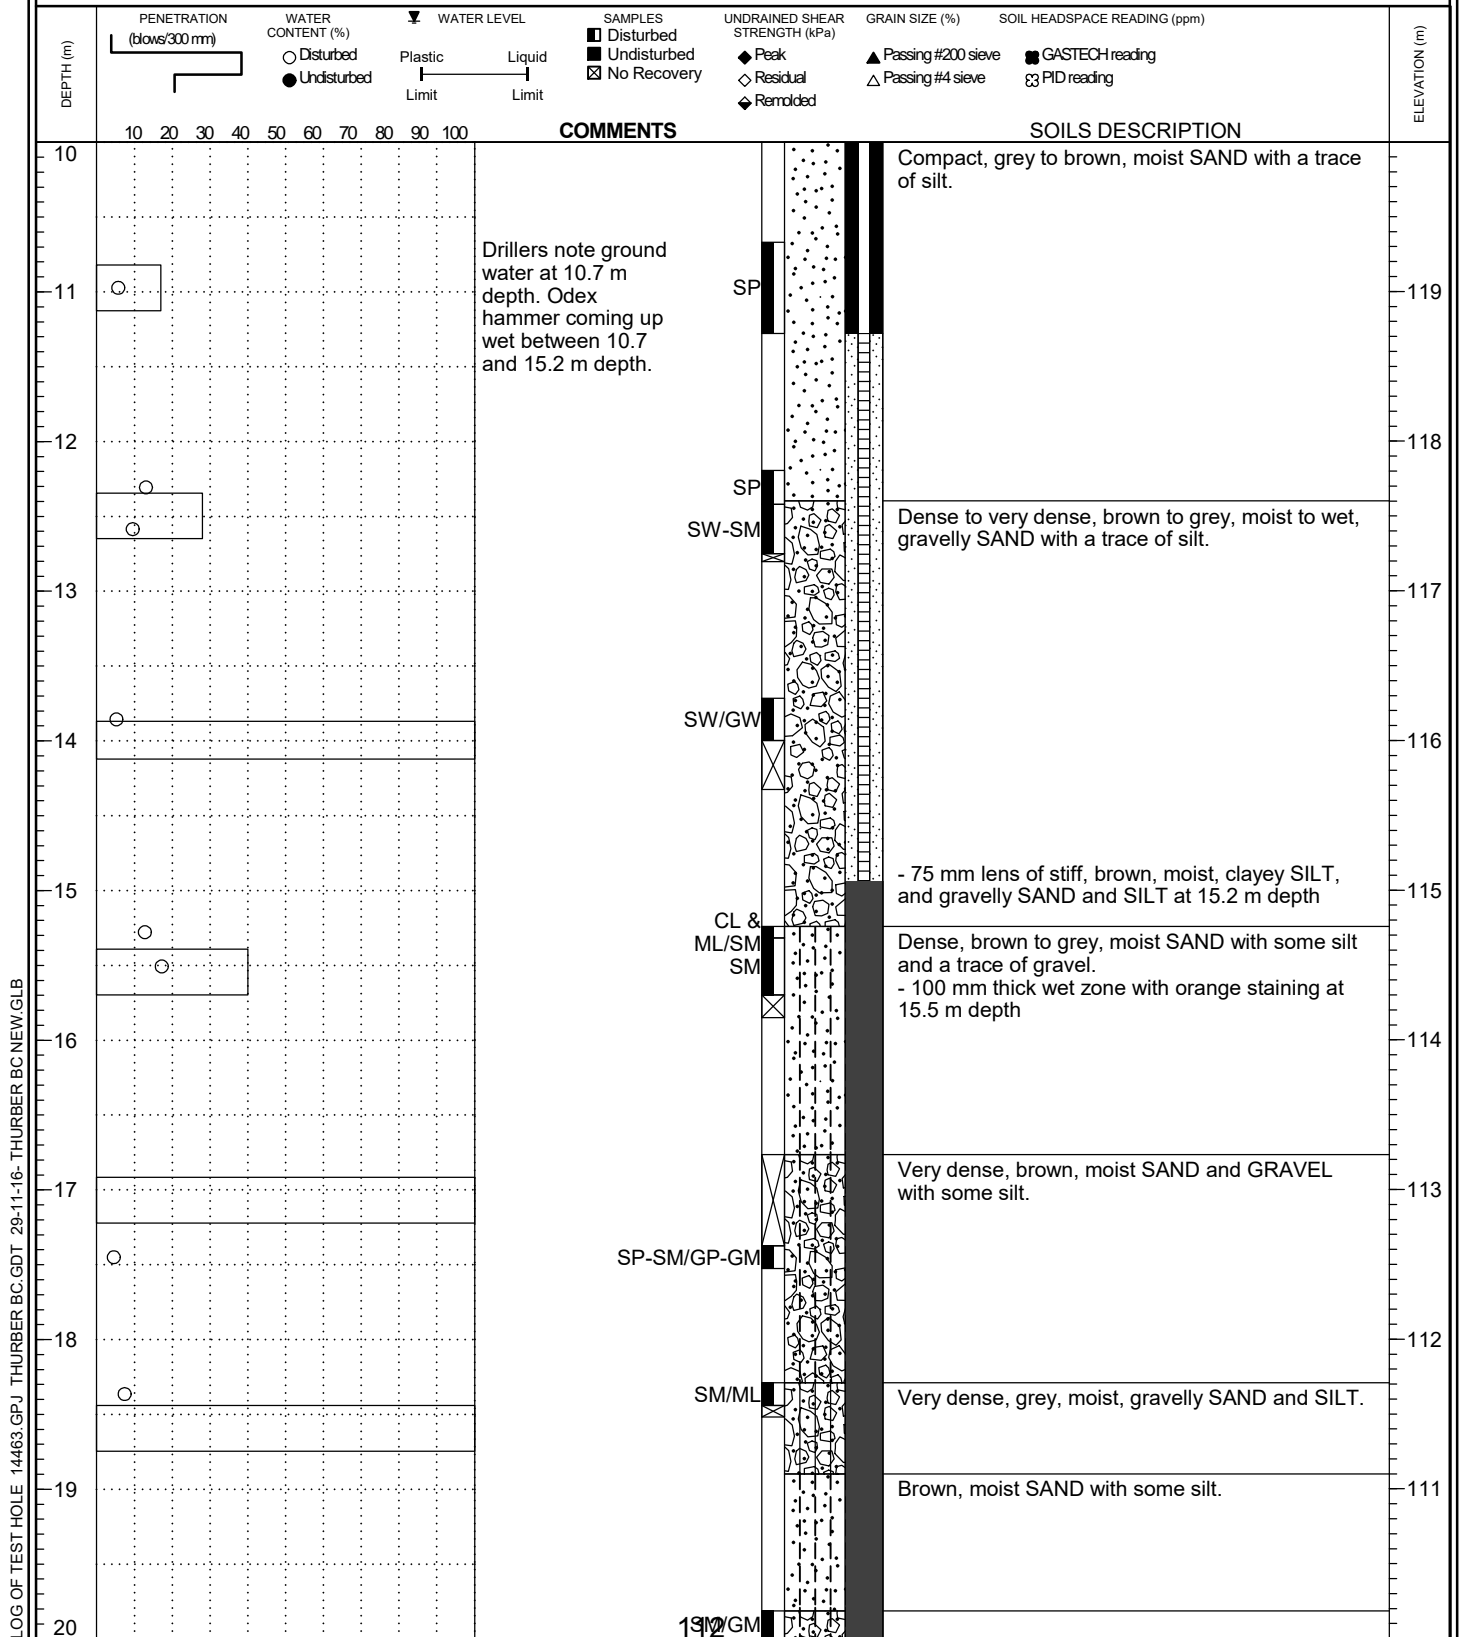 PENETRATION
(blows/300 mm)
WATER
CONTENT (%)
Disturbed
Undisturbed
WATER LEVEL
Plastic
Liquid
Limit
Limit
SAMPLES
Disturbed
Undisturbed
No Recovery
UNDRAINED SHEAR
STRENGTH (kPa)
Peak
Residual
Remolded
GRAIN SIZE (%)
Passing #200 sieve
Passing #4 sieve
SOIL HEADSPACE READING (ppm)
GASTECH reading
PID reading
DEPTH (m)
ELEVATION (m)
10 20 30 40 50 60 70 80 90 100
COMMENTS
SOILS DESCRIPTION
10
Compact, grey to brown, moist SAND with a trace
of silt.
Drillers note ground
water at 10.7 m
depth. Odex
hammer coming up
wet between 10.7
and 15.2 m depth.
SP
11
119
12
118
SP
SW-SM
Dense to very dense, brown to grey, moist to wet,
gravelly SAND with a trace of silt.
13
117
SW/GW
14
116
- 75 mm lens of stiff, brown, moist, clayey SILT,
and gravelly SAND and SILT at 15.2 m depth
15
115
CL &
ML/SM
SM
Dense, brown to grey, moist SAND with some silt
and a trace of gravel.
- 100 mm thick wet zone with orange staining at
15.5 m depth
16
114
Very dense, brown, moist SAND and GRAVEL
with some silt.
17
113
SP-SM/GP-GM
18
112
SM/ML
Very dense, grey, moist, gravelly SAND and SILT.
19
111
Brown, moist SAND with some silt.
20
SM/GM
112
LOG OF TEST HOLE 14463.GPJ THURBER BC.GDT 29-11-16- THURBER BC NEW.GLB